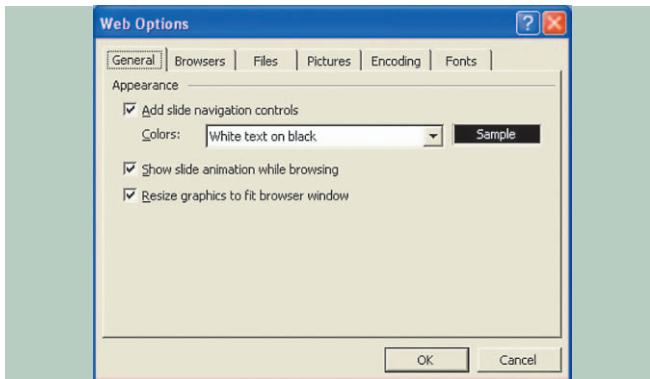 Web Options
General Browsers Files Pictures Encoding Fonts
Appearance
Add slide navigation controls
Colors: White text on black Sample
Show slide animation while browsing
Resize graphics to fit browser window
OK Cancel